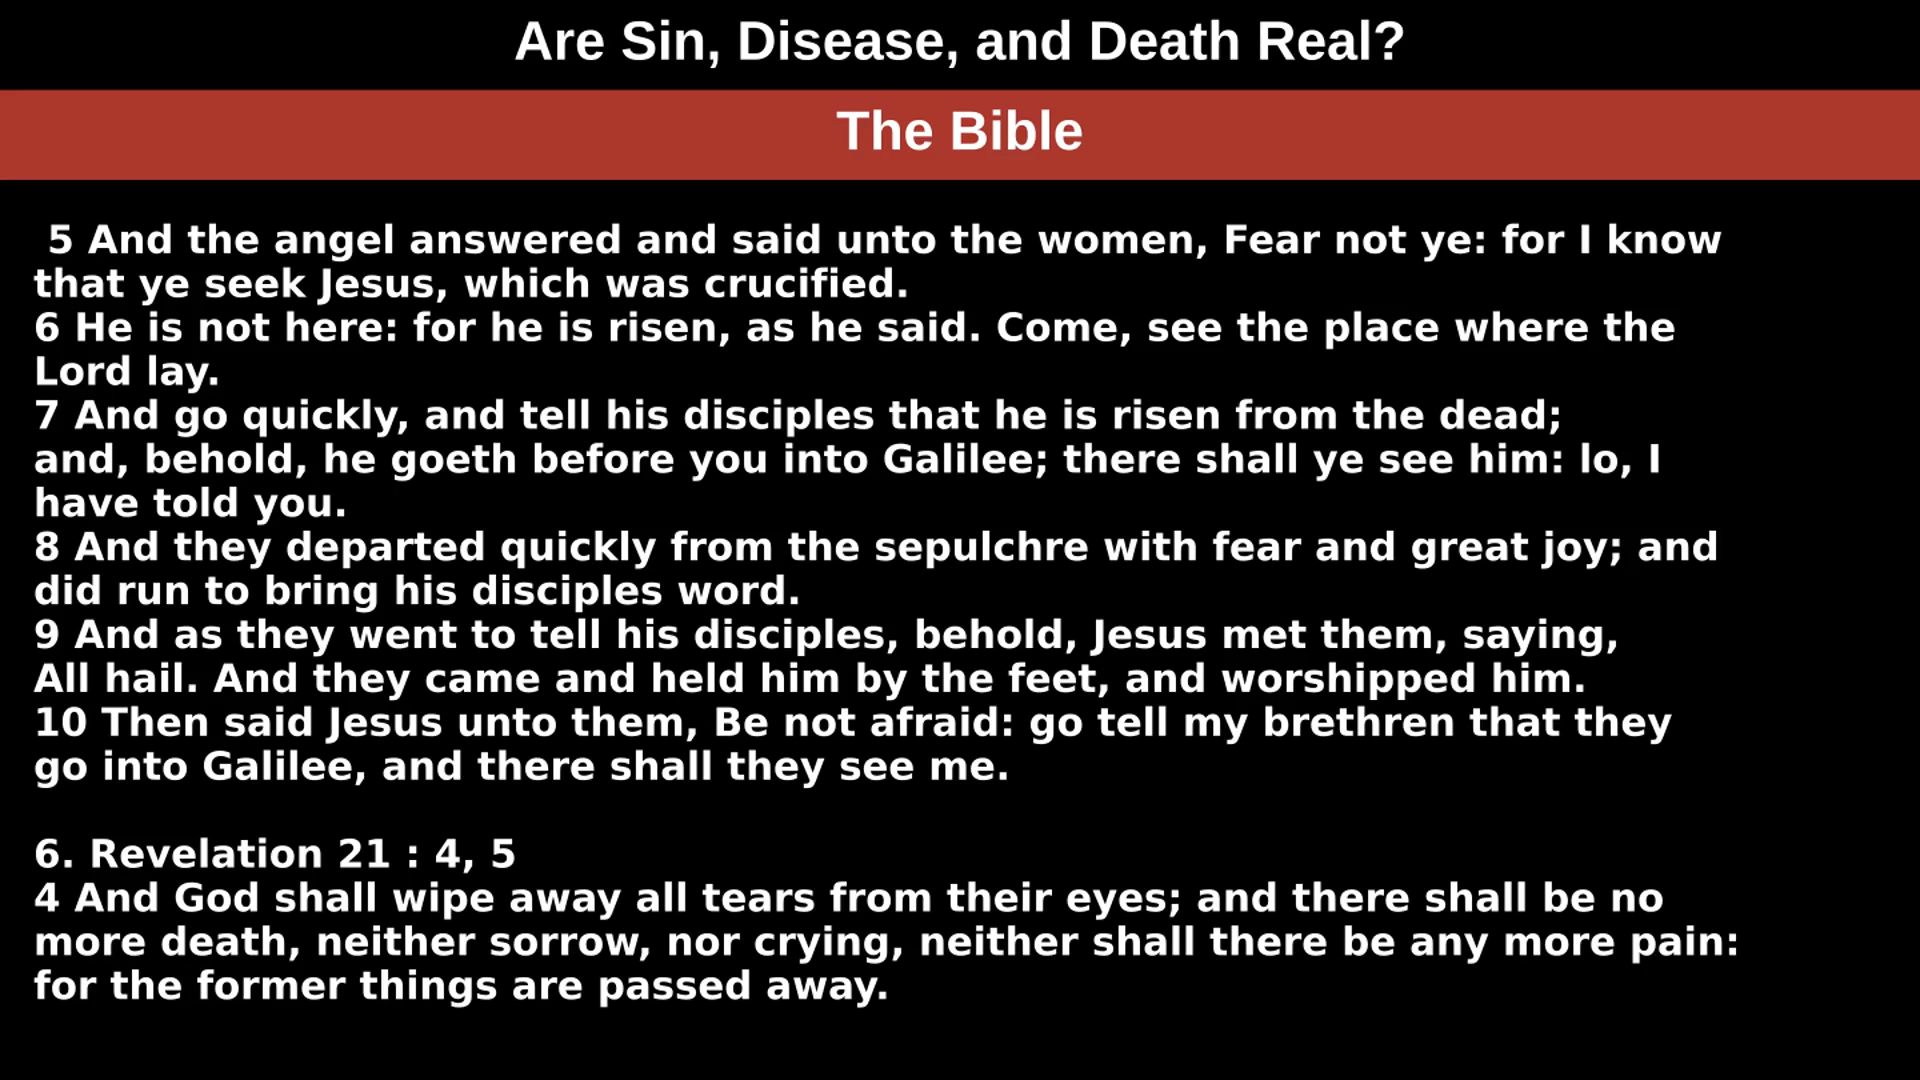 Are Sin, Disease, and Death Real?
The Bible
5 And the angel answered and said unto the women, Fear not ye: for I know
that ye seek Jesus, which was crucified.
6 He is not here: for he is risen, as he said. Come, see the place where the
Lord lay.
7 And go quickly, and tell his disciples that he is risen from the dead;
and, behold, he goeth before you into Galilee; there shall ye see him: lo, I
have told you.
8 And they departed quickly from the sepulchre with fear and great joy; and
did run to bring his disciples word.
9 And as they went to tell his disciples, behold, Jesus met them, saying,
All hail. And they came and held him by the feet, and worshipped him.
10 Then said Jesus unto them, Be not afraid: go tell my brethren that they
go into Galilee, and there shall they see me.
6. Revelation 21 : 4, 5
4 And God shall wipe away all tears from their eyes; and there shall be no
more death, neither sorrow, nor crying, neither shall there be any more pain:
for the former things are passed away.